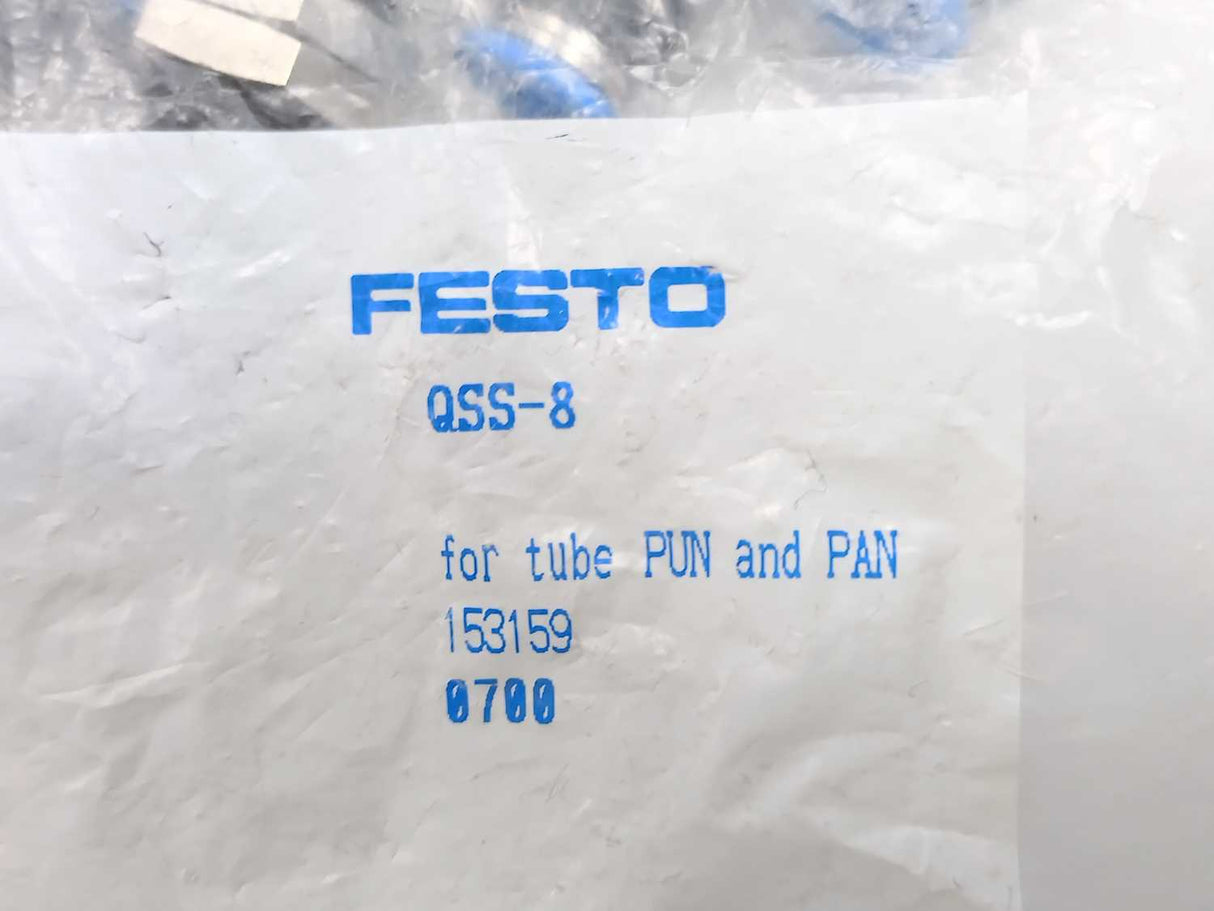 FESTO
QSS-8
for tube PUN and PAN
153159
0700